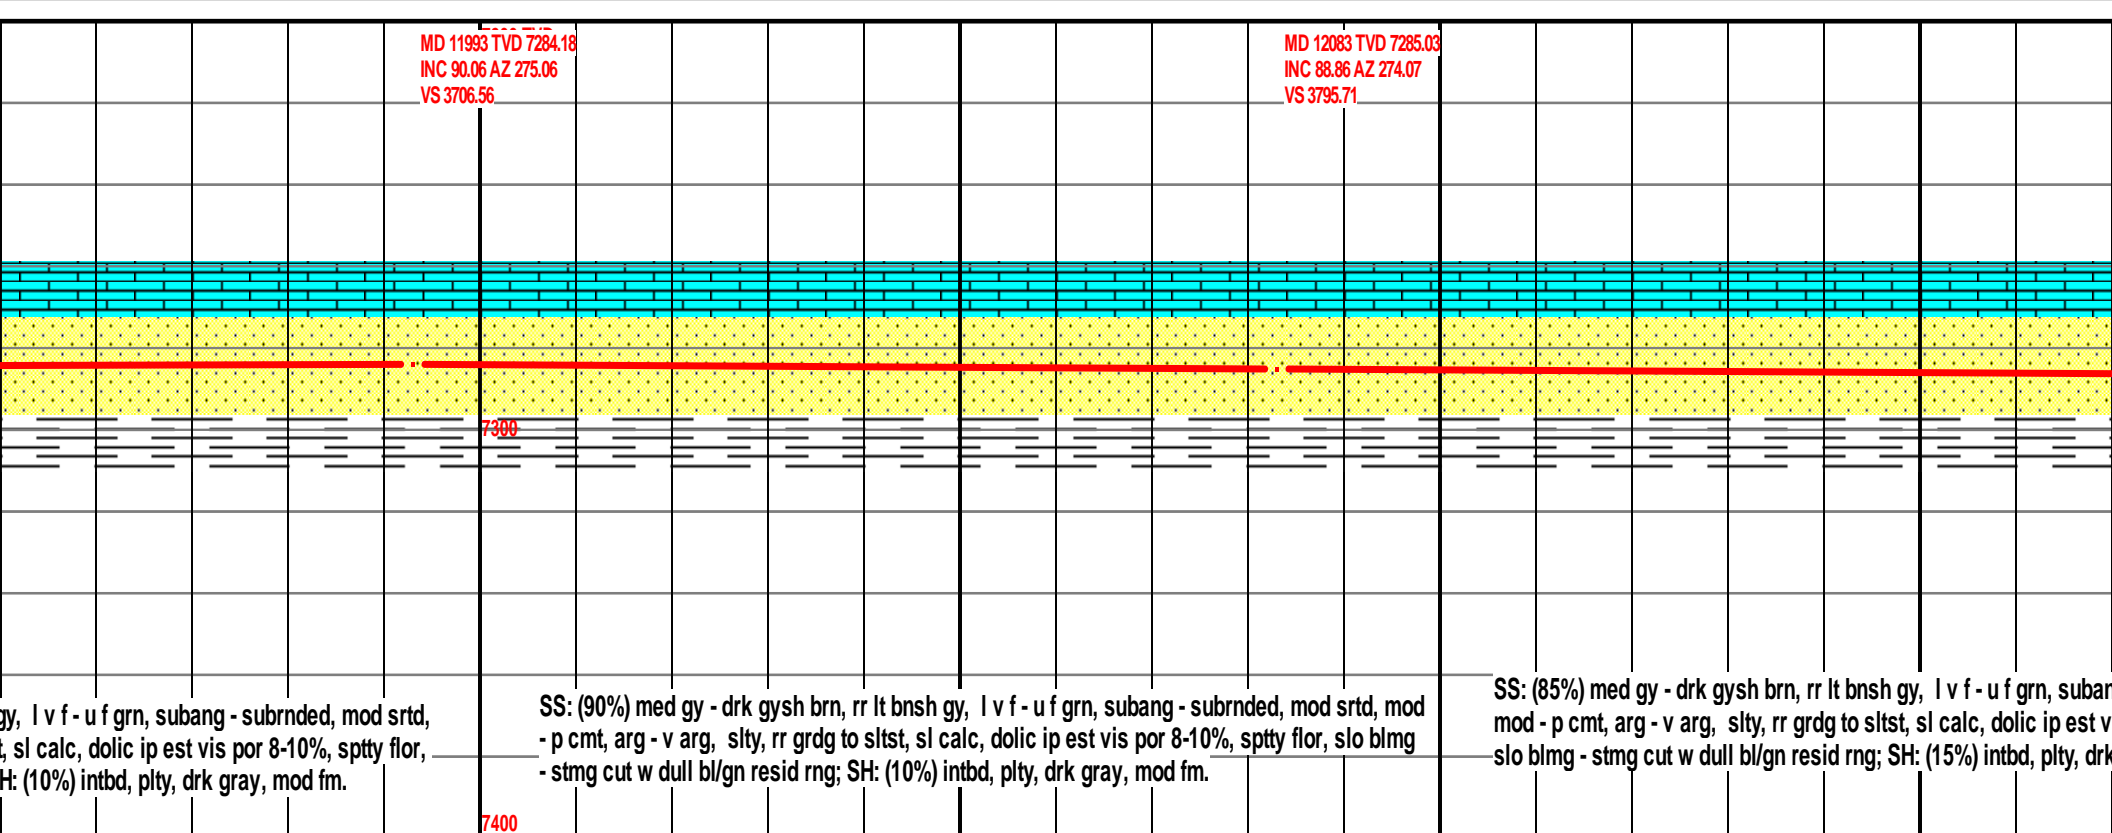 MD 11993 TVD 7284.18
INC 90.06 AZ 275.06
VS 3706.56
MD 12083 TVD 7285.03
INC 88.86 AZ 274.07
VS 3795.71
7300
gy, l v f - u f grn, subang - subrnded, mod srtd,
sl calc, dolic ip est vis por 8-10%, sptty flor,
(10%) intbd, plty, drk gray, mod fm.
SS: (90%) med gy - drk gysh brn, rr lt bnsh gy, l v f - u f grn, subang - subrnded, mod srtd, mod
- p cmt, arg - v arg, slty, rr grdg to sltst, sl calc, dolic ip est vis por 8-10%, sptty flor, slo blmg
- stmg cut w dull bl/gn resid rng; SH: (10%) intbd, plty, drk gray, mod fm.
SS: (85%) med gy - drk gysh brn, rr lt bnsh gy, l v f - u f grn, suban
mod - p cmt, arg - v arg, slty, rr grdg to sltst, sl calc, dolic ip est v
slo blmg - stmg cut w dull bl/gn resid rng; SH: (15%) intbd, plty, drk
7400